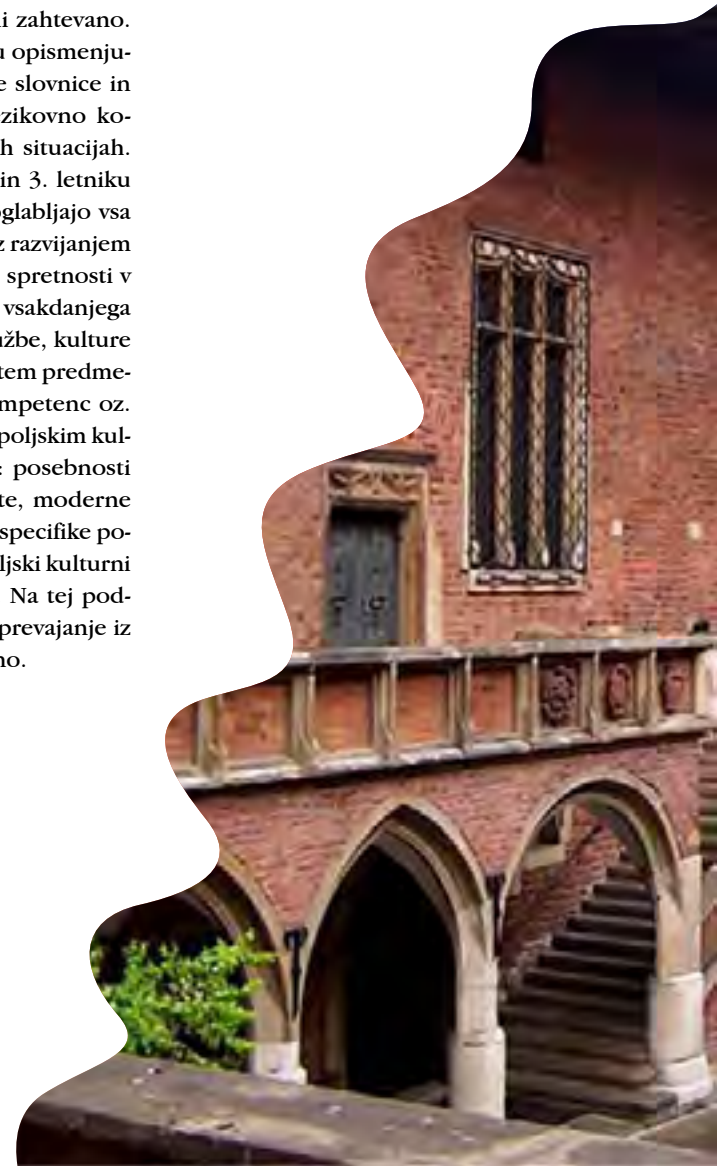 i zahtevano.
u opismenju-
e slovnice in
zikovno ko-
h situacijah.
in 3. letniku
oglabljajo vsa
z razvijanjem
spretnosti v
vsakdanjega
užbe, kulture
tem predme-
mpetenc oz.
poljskim kul-
: posebnosti
te, moderne
specifike po-
ljski kulturni
Na tej pod-
prevajanje iz
no.